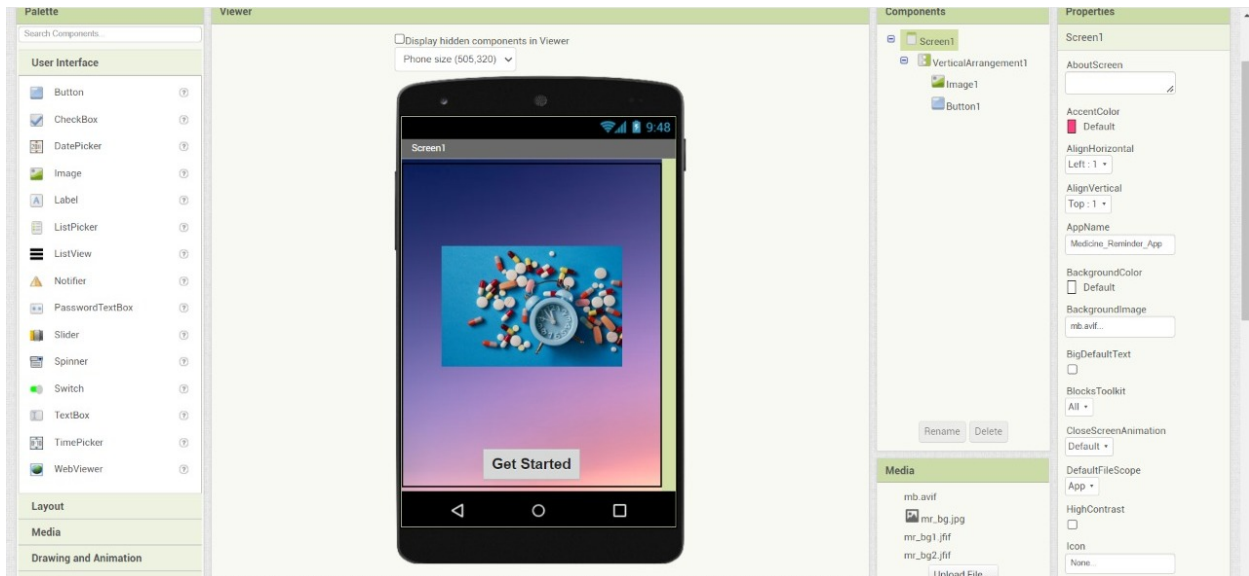 Palette
Search Components...
User Interface
Button
CheckBox
DatePicker
Image
Label
ListPicker
ListView
Notifier
PasswordTextBox
Slider
Spinner
Switch
TextBox
TimePicker
WebViewer
Layout
Media
Drawing and Animation
Viewer
Display hidden components in Viewer
Phone size (505,320)
9:48
Screen1
Get Started
Components
Screen1
VerticalArrangement1
Image1
Button1
Rename Delete
Media
mb.avif
mr_bg.jpg
mr_bg1.jfif
mr_bg2.jfif
Upload File...
Properties
Screen1
AboutScreen
AccentColor
Default
AlignHorizontal
Left : 1
AlignVertical
Top : 1
AppName
Medicine_Reminder_App
BackgroundColor
Default
BackgroundImage
mb.avif...
BigDefaultText
BlocksToolkit
All
CloseScreenAnimation
Default
DefaultFileScope
App
HighContrast
Icon
None...